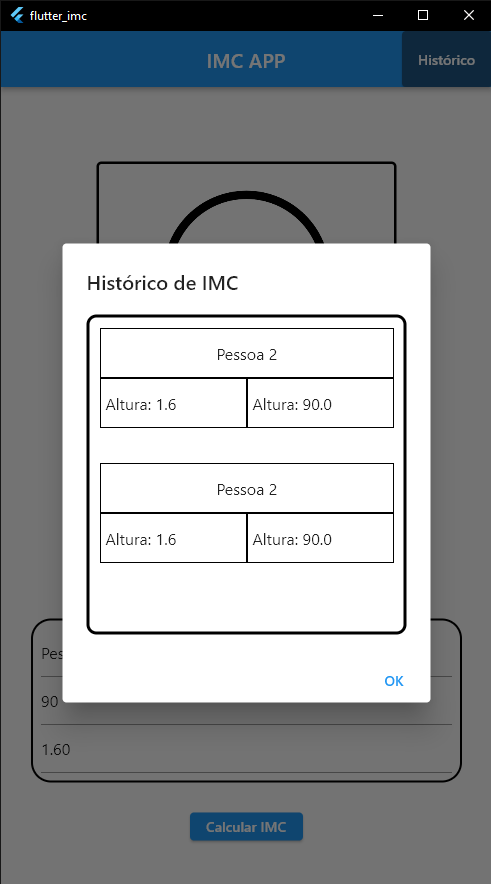 flutter_imc
IMC APP
Histórico
Histórico de IMC
Pessoa 2
Altura: 1.6
Altura: 90.0
Pessoa 2
Altura: 1.6
Altura: 90.0
OK
90
1.60
Calcular IMC